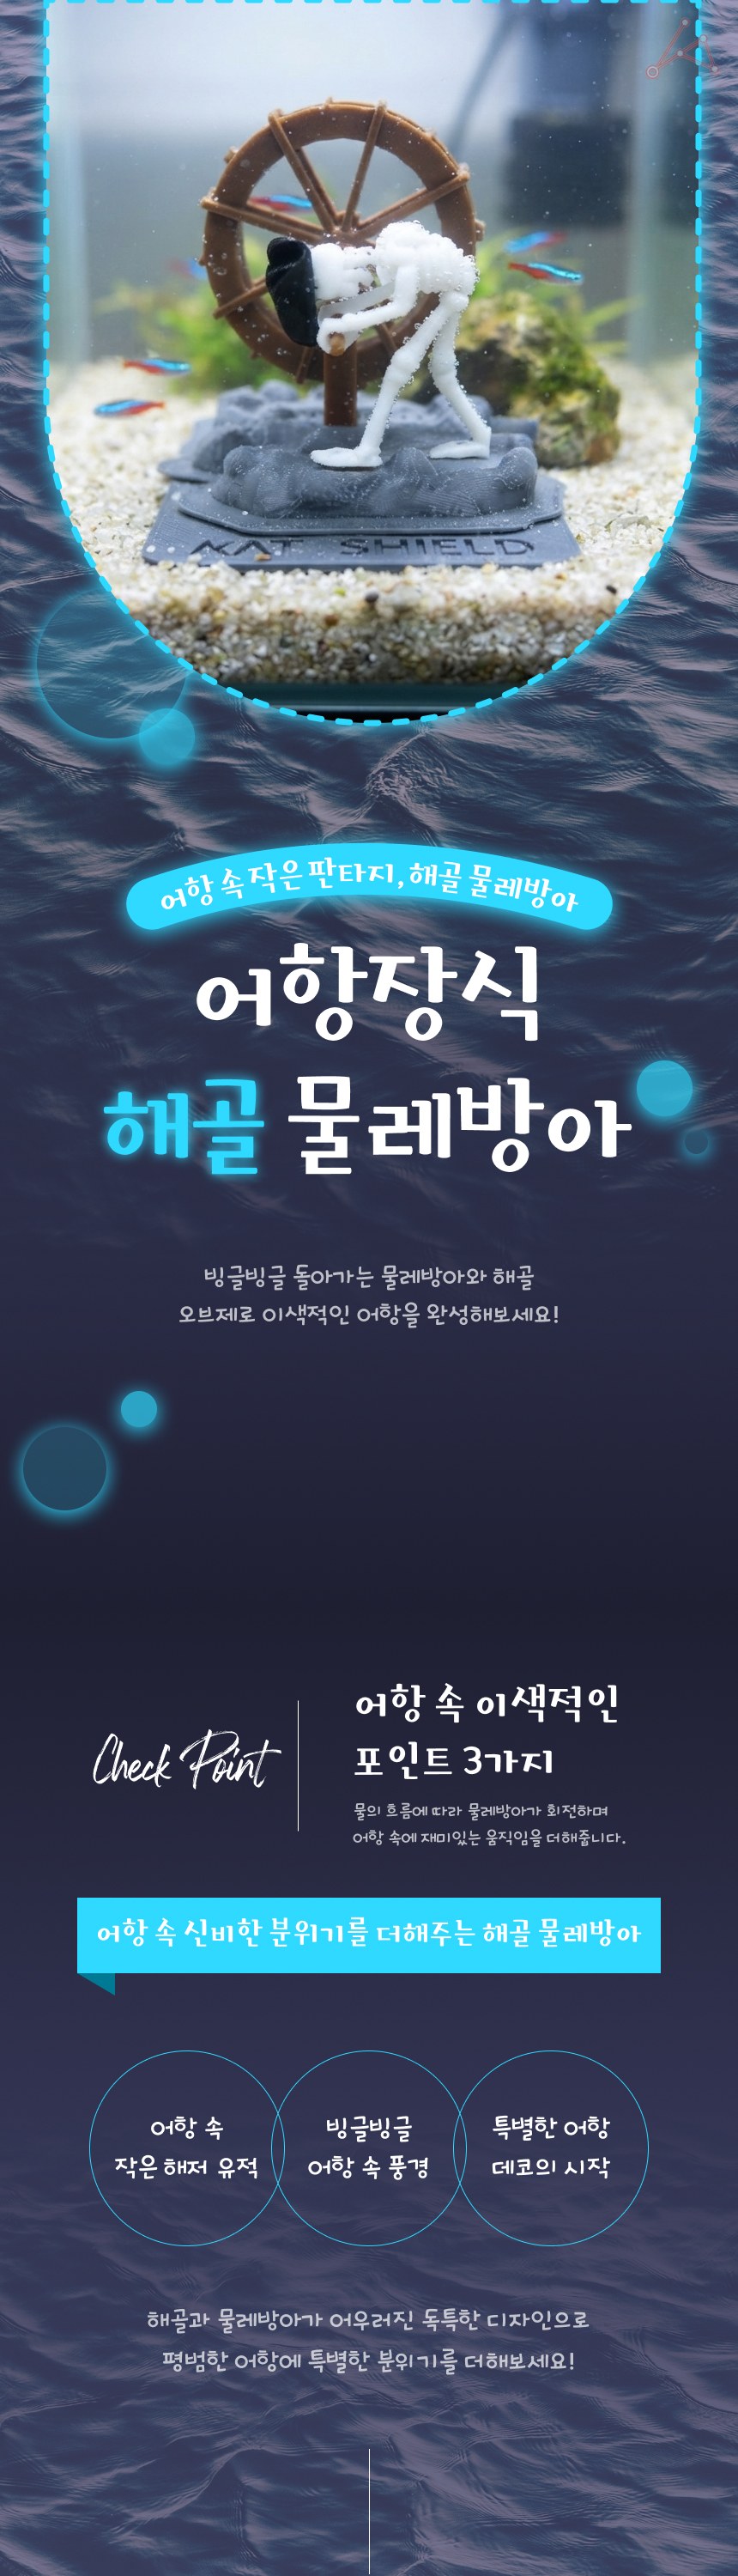 NAT SHIELD
어항 속 작은 판타지, 해골 물레방아
어항장식
해골 물레방아
빙글빙글 돌아가는 물레방아와 해골
오브제로 이색적인 어항을 완성해보세요!
Check Point
어항 속 이색적인
포인트 3가지
물의 흐름에 따라 물레방아가 회전하며
어항 속에 재미있는 움직임을 더해줍니다.
어항 속 신비한 분위기를 더해주는 해골 물레방아
어항 속
작은 해저 유적
빙글빙글
어항 속 풍경
특별한 어항
데코의 시작
해골과 물레방아가 어우러진 독특한 디자인으로
평범한 어항에 특별한 분위기를 더해보세요!